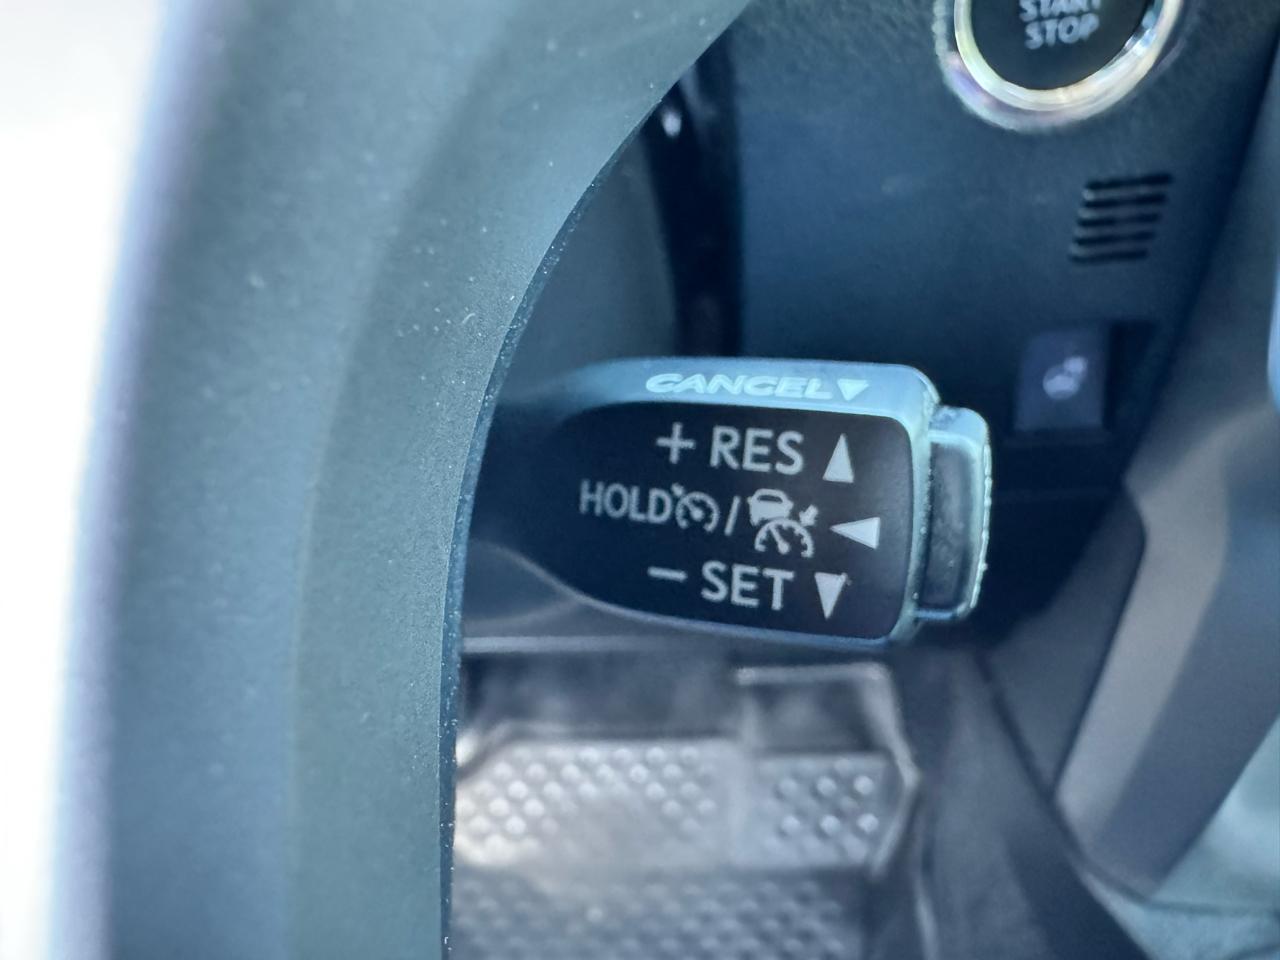 START
STOP
CANCEL▼
+ RES ▲
HOLD / ◀
− SET ▼